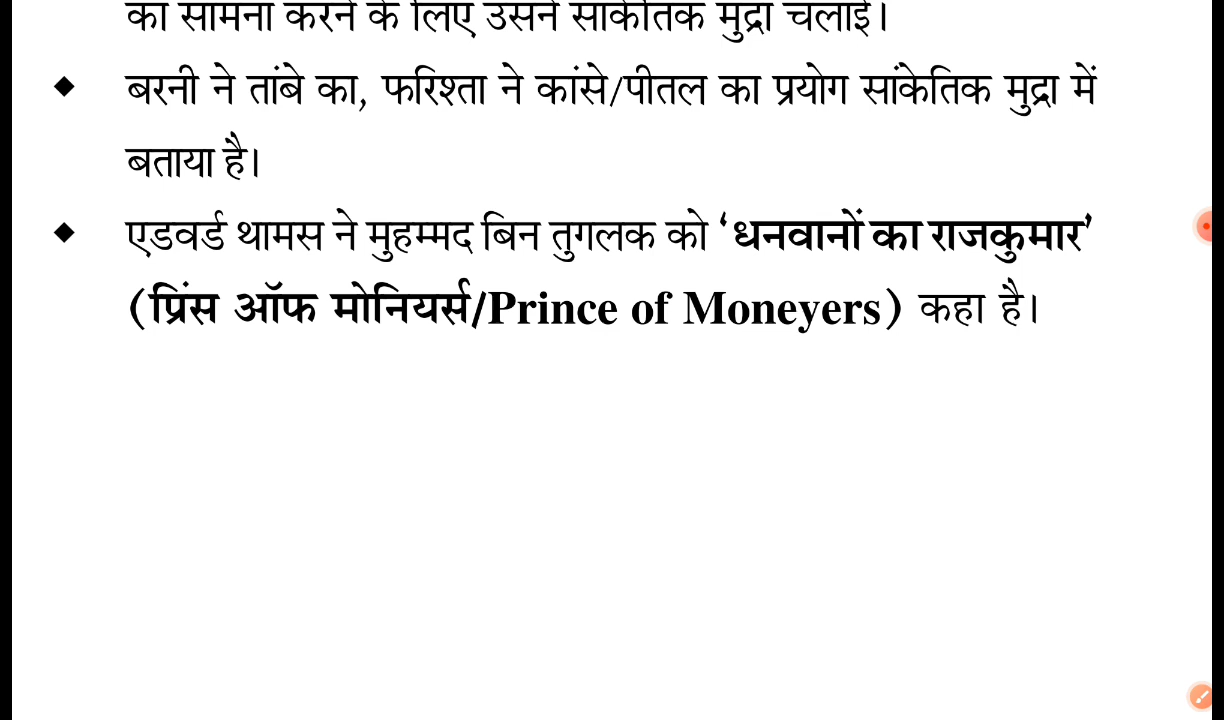 का सामना करने के लिए उसने सांकेतिक मुद्रा चलाई।
◆ बरनी ने तांबे का, फरिश्ता ने कांसे/पीतल का प्रयोग सांकेतिक मुद्रा में
बताया है।
◆ एडवर्ड थामस ने मुहम्मद बिन तुगलक को ‘धनवानों का राजकुमार’
(प्रिंस ऑफ मोनियर्स/Prince of Moneyers) कहा है।